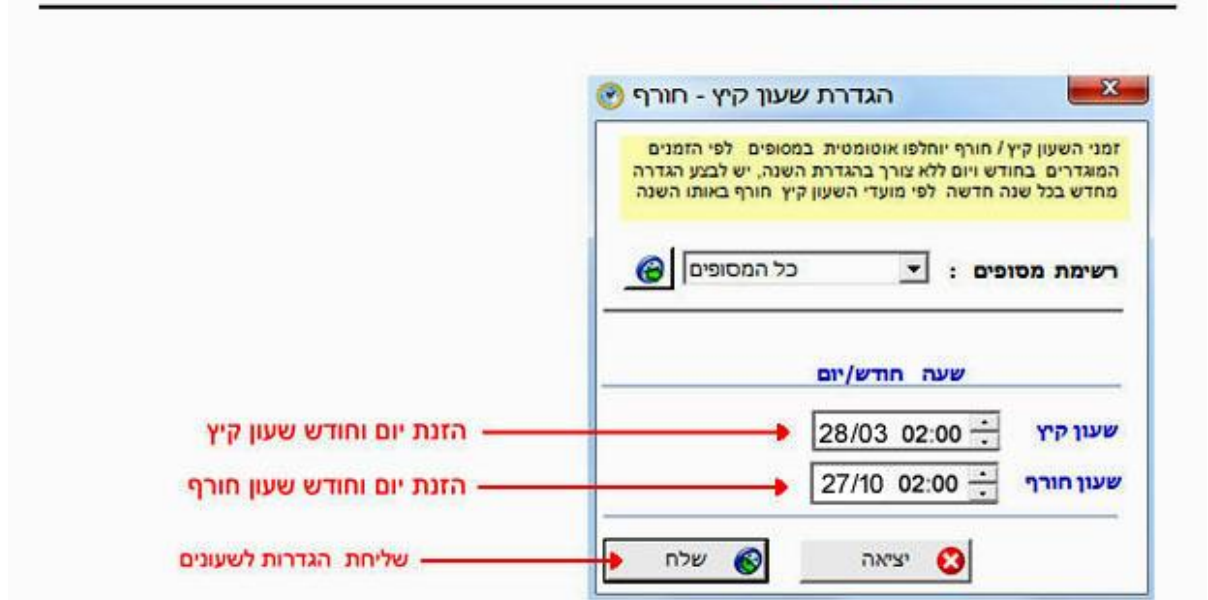 הגדרת שעון קיץ - חורף
זמני השעון קיץ / חורף יוחלפו אוטומטית במסופים לפי הזמנים
המוגדרים בחודש ויום ללא צורך בהגדרת השנה, יש לבצע הגדרה
מחדש בכל שנה חדשה לפי מועדי השעון קיץ חורף באותו השנה
רשימת מסופים : כל המסופים
שעה חודש/יום
שעון קיץ 28/03 02:00 הזנת יום וחודש שעון קיץ
שעון חורף 27/10 02:00 הזנת יום וחודש שעון חורף
יציאה שלח שליחת הגדרות לשעונים